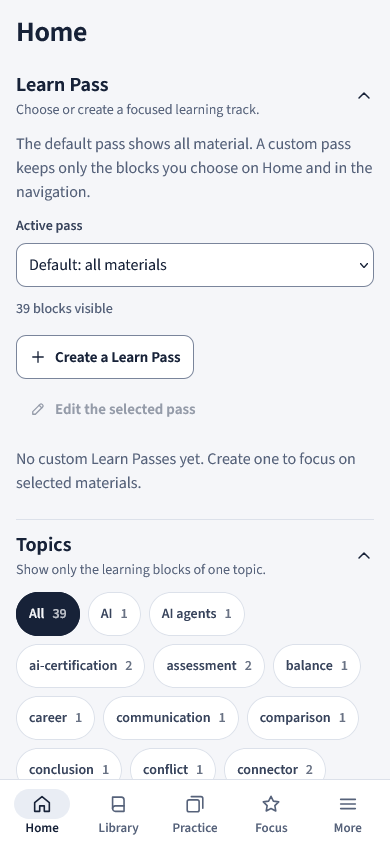 Home
Learn Pass
Choose or create a focused learning track.
The default pass shows all material. A custom pass
keeps only the blocks you choose on Home and in the
navigation.
Active pass
Default: all materials
39 blocks visible
Create a Learn Pass
Edit the selected pass
No custom Learn Passes yet. Create one to focus on
selected materials.
Topics
Show only the learning blocks of one topic.
All 39 AI 1 AI agents 1
ai-certification 2 assessment 2 balance 1
career 1 communication 1 comparison 1
conclusion 1 conflict 1 connector 2
Home Library Practice Focus More